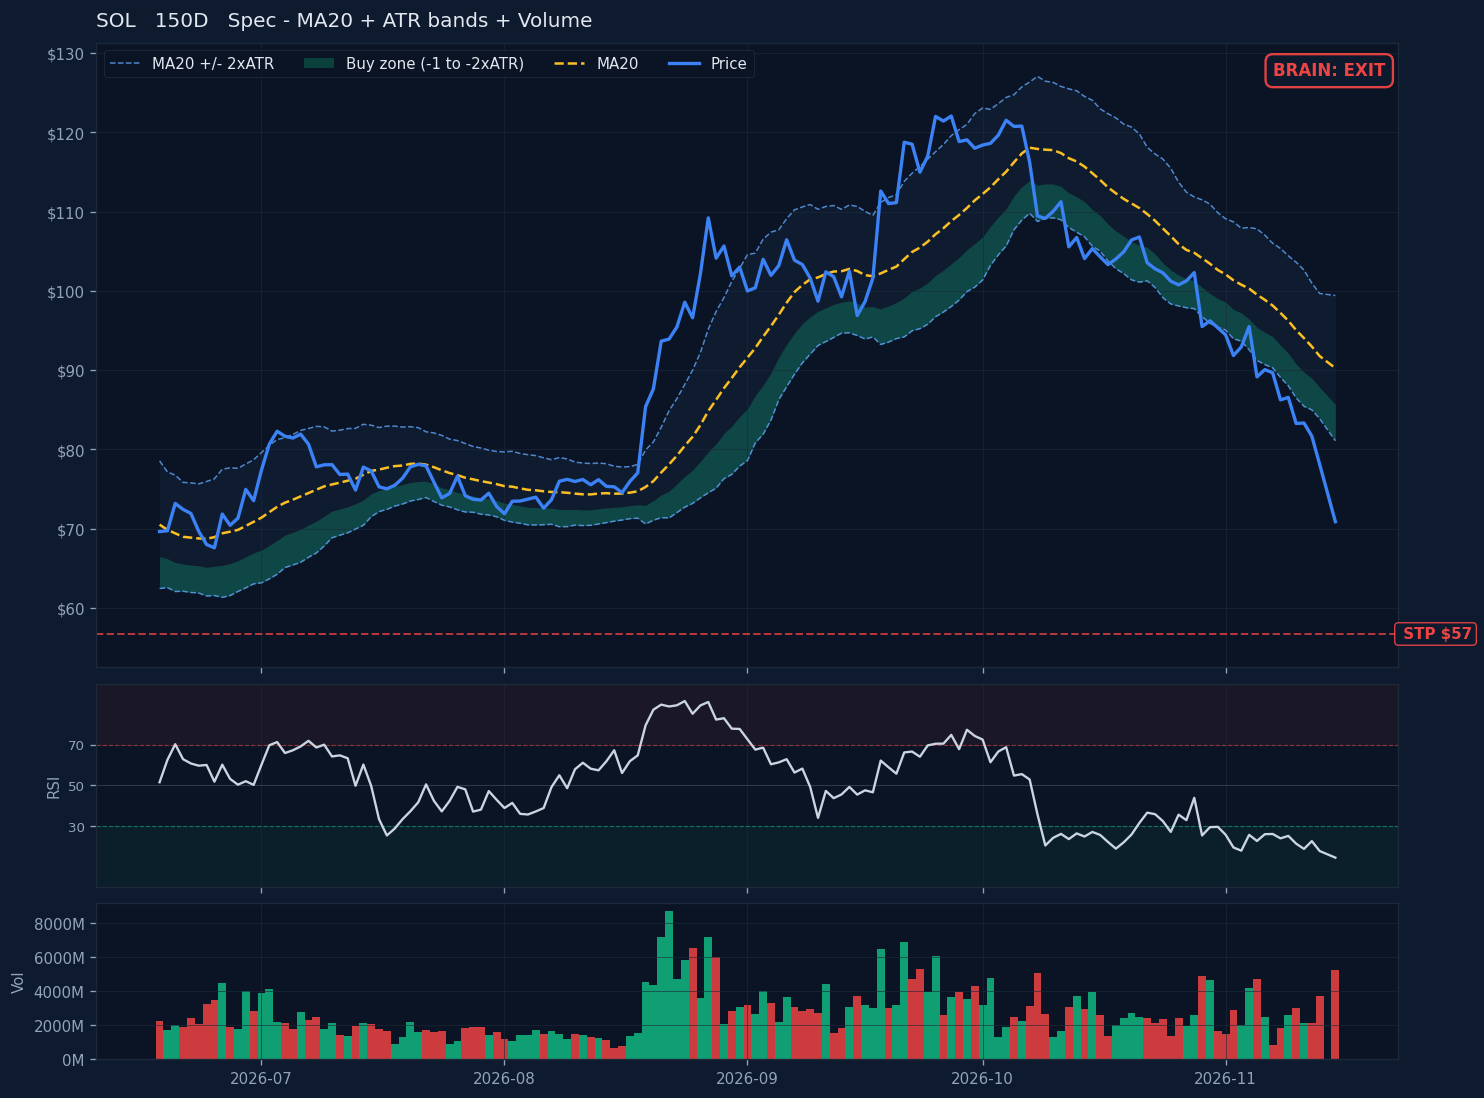 SOL   150D   Spec - MA20 + ATR bands + Volume
MA20 +/- 2xATR   Buy zone (-1 to -2xATR)   MA20   Price
BRAIN: EXIT
$130
$120
$110
$100
$90
$80
$70
$60
STP $57
RSI
70
50
30
Vol
8000M
6000M
4000M
2000M
0M
2026-07   2026-08   2026-09   2026-10   2026-11